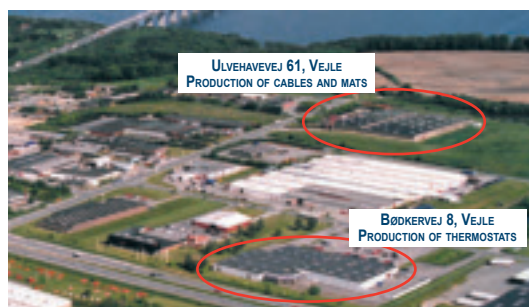 Ulvehavevej 61, Vejle
Production of cables and mats
Bødkervej 8, Vejle
Production of thermostats